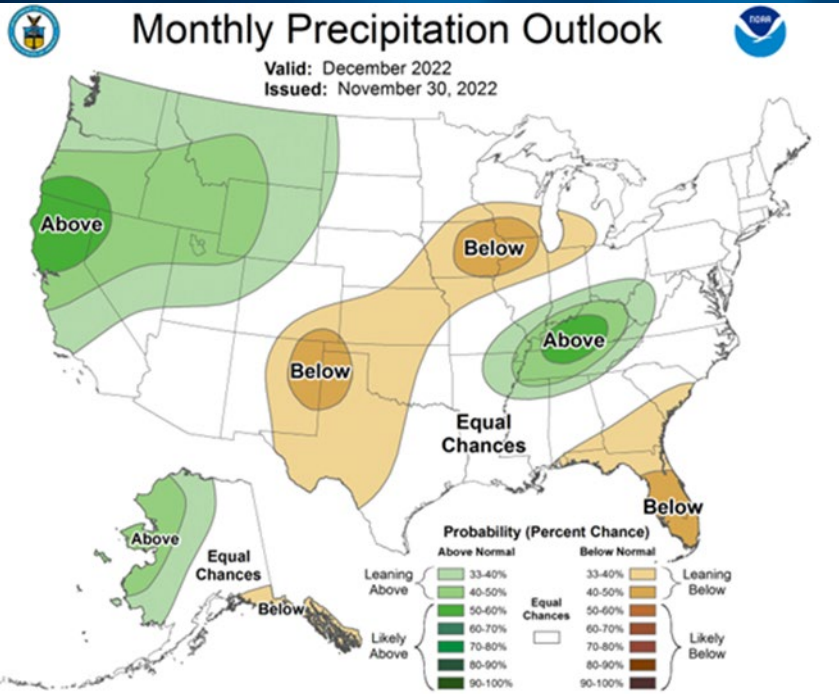 Monthly Precipitation Outlook
NOAA
Valid: December 2022
Issued: November 30, 2022
Above
Below
Above
Below
Equal
Chances
Below
Above
Equal
Chances
Below
Probability (Percent Chance)
Above Normal
Below Normal
Leaning
Above
33-40%
40-50%
Likely
Above
50-60%
60-70%
70-80%
80-90%
90-100%
Equal
Chances
33-40%
40-50%
Leaning
Below
50-60%
60-70%
70-80%
80-90%
90-100%
Likely
Below